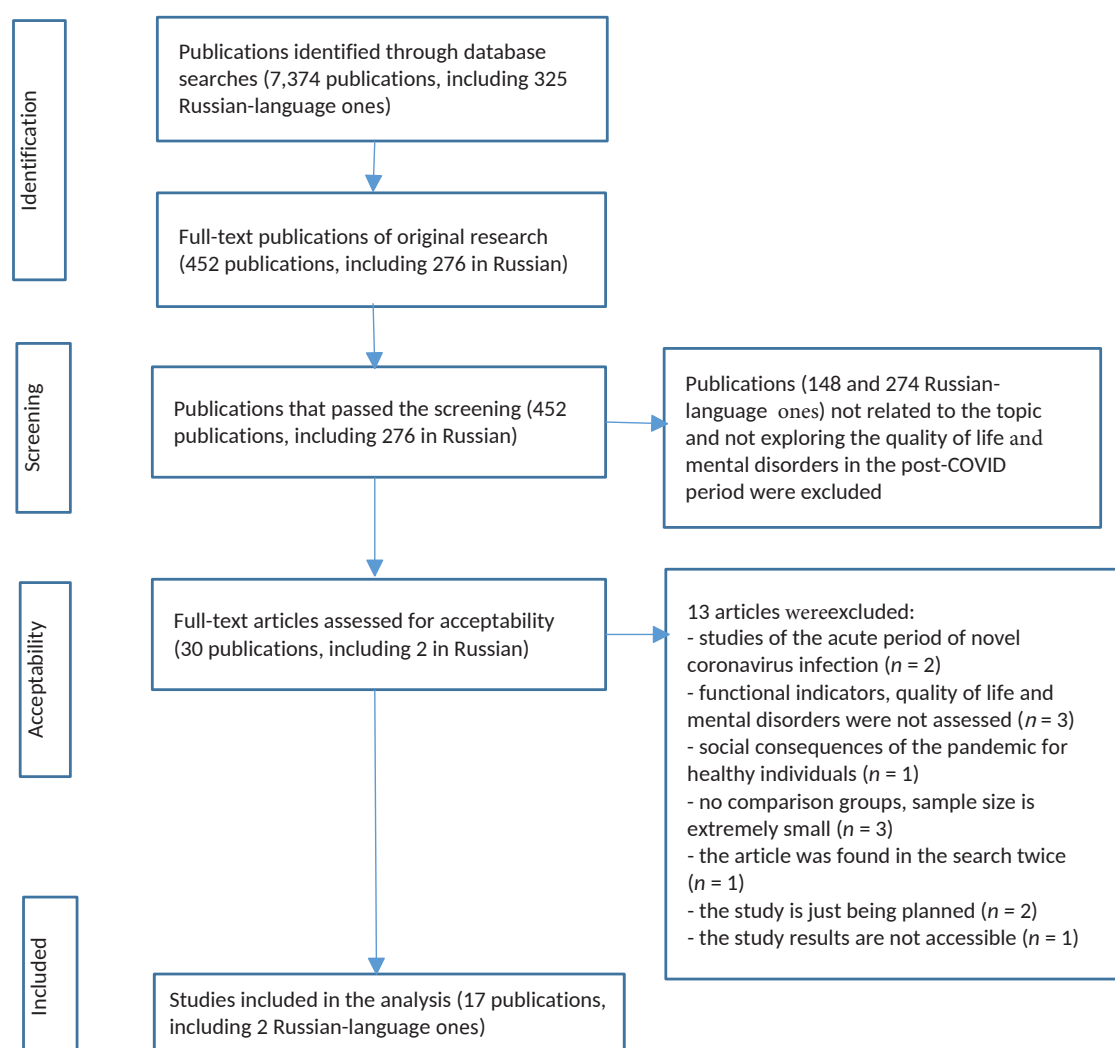 Identification
Publications identified through database
searches (7,374 publications, including 325
Russian-language ones)
Full-text publications of original research
(452 publications, including 276 in Russian)
Screening
Publications that passed the screening (452
publications, including 276 in Russian)
Publications (148 and 274 Russian-
language ones) not related to the topic
and not exploring the quality of life and
mental disorders in the post-COVID
period were excluded
Acceptability
Full-text articles assessed for acceptability
(30 publications, including 2 in Russian)
13 articles wereexcluded:
- studies of the acute period of novel
coronavirus infection (n = 2)
- functional indicators, quality of life and
mental disorders were not assessed (n = 3)
- social consequences of the pandemic for
healthy individuals (n = 1)
- no comparison groups, sample size is
extremely small (n = 3)
- the article was found in the search twice
(n = 1)
- the study is just being planned (n = 2)
- the study results are not accessible (n = 1)
Included
Studies included in the analysis (17 publications,
including 2 Russian-language ones)